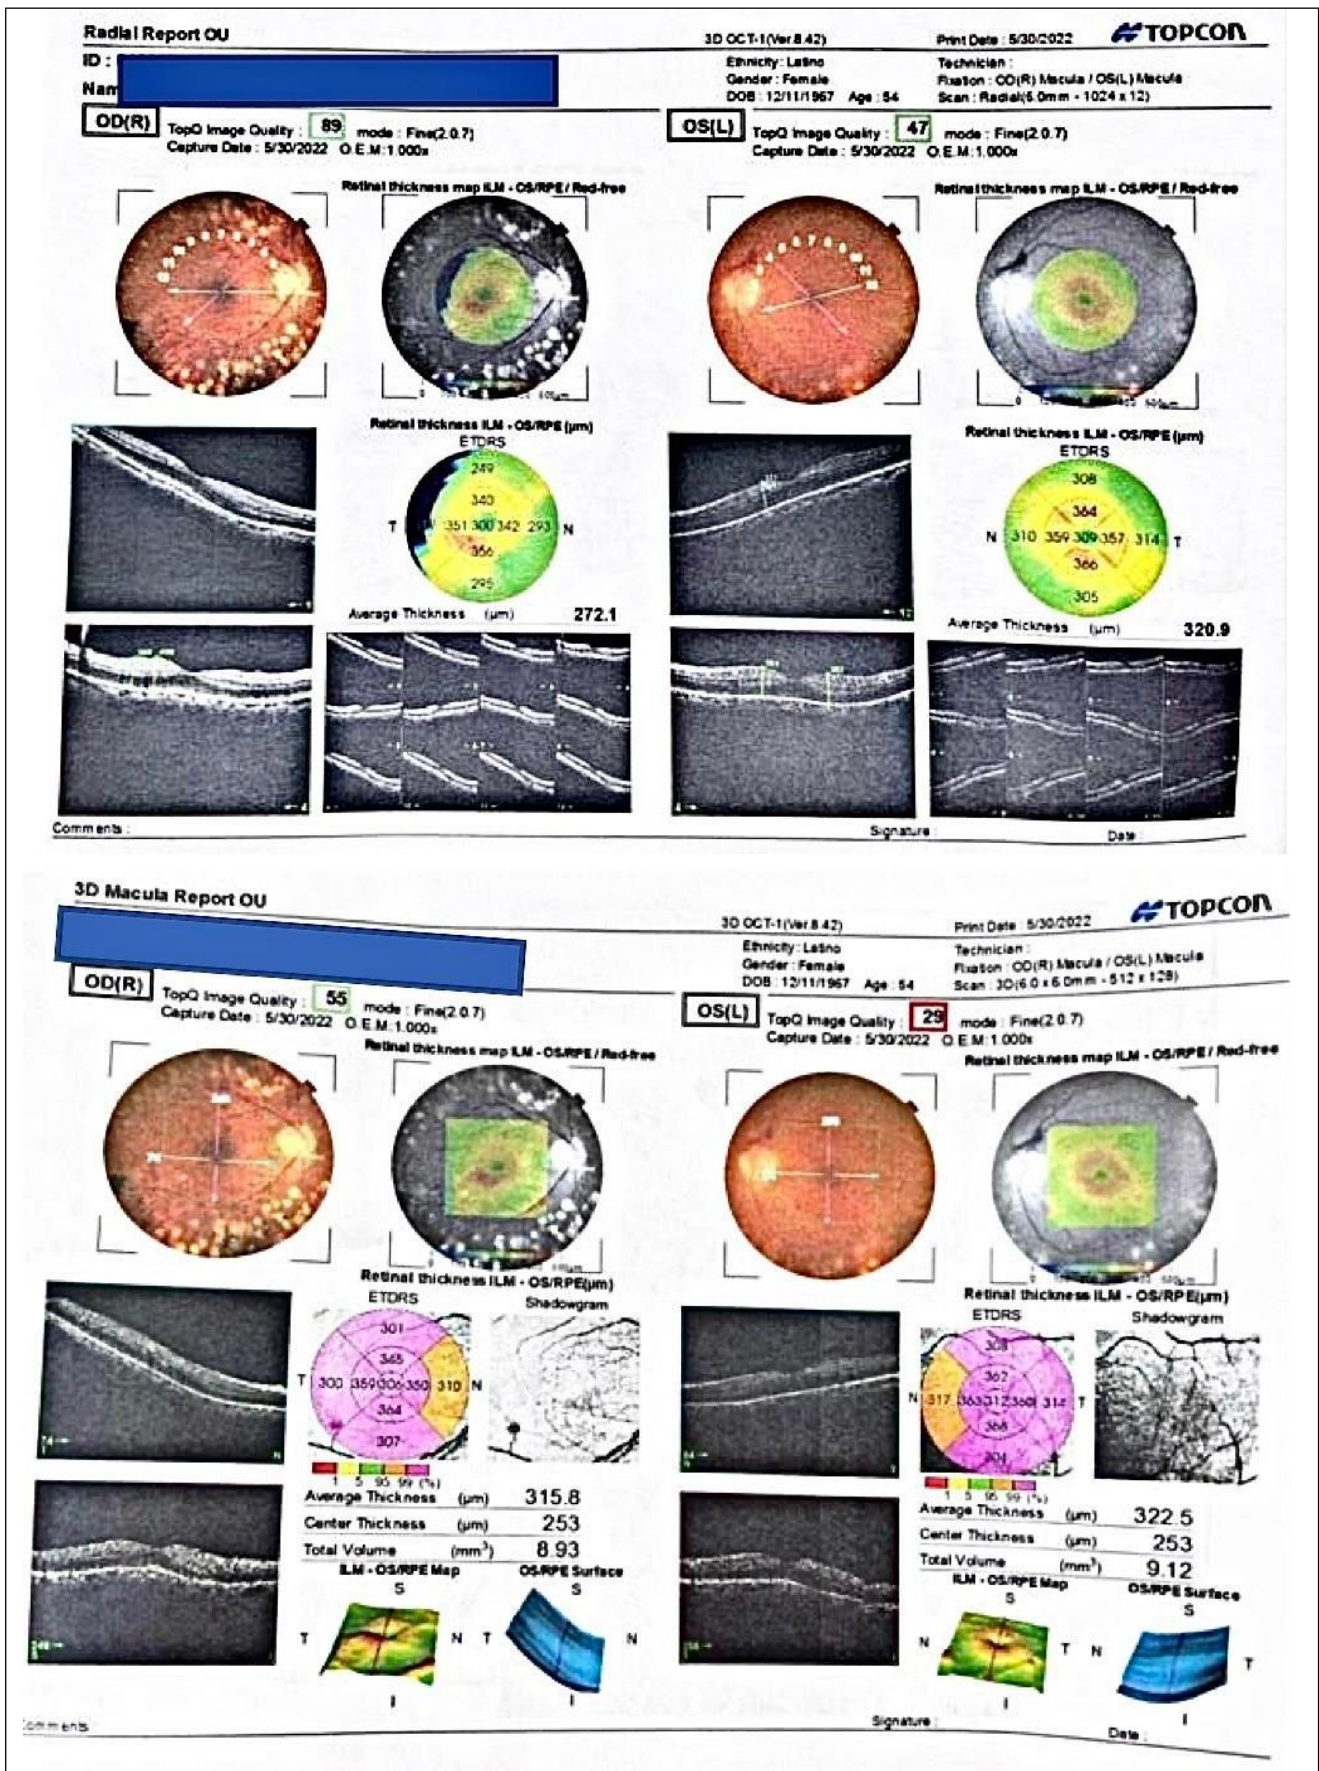 Radial Report OU
3D OCT-1(Ver.8.42)
Print Date : 5/30/2022
TOPCON
ID :
Nam
Ethnicity : Latino
Gender : Female
DOB : 12/11/1967 Age : 54
Technician :
Fixation : OD(R) Macula / OS(L) Macula
Scan : Radial(6.0mm - 1024 x 12)
OD(R)
TopQ Image Quality : 89 mode : Fine(2.0.7)
Capture Date : 5/30/2022 O.E.M:1.000x
OS(L)
TopQ Image Quality : 47 mode : Fine(2.0.7)
Capture Date : 5/30/2022 O.E.M:1.000x
Retinal thickness map ILM - OS/RPE / Red-free
Retinal thickness map ILM - OS/RPE / Red-free
Retinal thickness ILM - OS/RPE (µm)
ETDRS
249
340
T 351 300 342 293 N
356
295
Average Thickness (µm) 272.1
Retinal thickness ILM - OS/RPE (µm)
ETDRS
308
364
N 310 359 309 357 314 T
366
305
Average Thickness (µm) 320.9
Comments :
Signature :
Date :
3D Macula Report OU
3D OCT-1(Ver.8.42)
Print Date : 5/30/2022
TOPCON
Ethnicity : Latino
Gender : Female
DOB : 12/11/1967 Age : 54
Technician :
Fixation : OD(R) Macula / OS(L) Macula
Scan : 3D(6.0 x 6.0mm - 512 x 128)
OD(R)
TopQ Image Quality : 55 mode : Fine(2.0.7)
Capture Date : 5/30/2022 O.E.M:1.000x
OS(L)
TopQ Image Quality : 29 mode : Fine(2.0.7)
Capture Date : 5/30/2022 O.E.M:1.000x
Retinal thickness map ILM - OS/RPE / Red-free
Retinal thickness map ILM - OS/RPE / Red-free
Retinal thickness ILM - OS/RPE(µm)
ETDRS
Shadowgram
301
365
T 300 359 306 350 310 N
364
307
1 5 95 99 (%)
Average Thickness (µm) 315.8
Center Thickness (µm) 253
Total Volume (mm³) 8.93
ILM - OS/RPE Map
OS/RPE Surface
S
S
T
N
T
N
I
I
Retinal thickness ILM - OS/RPE(µm)
ETDRS
Shadowgram
308
362
N 317 363 312 360 314 T
368
304
1 5 95 99 (%)
Average Thickness (µm) 322.5
Center Thickness (µm) 253
Total Volume (mm³) 9.12
ILM - OS/RPE Map
OS/RPE Surface
S
S
N
T
N
T
I
I
Comments
Signature :
Date :